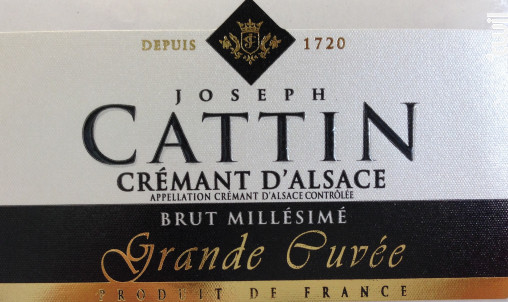 DEPUIS 1720
JOSEPH
CATTIN
CRÉMANT D'ALSACE
APPELLATION CRÉMANT D'ALSACE CONTRÔLÉE
BRUT MILLÉSIMÉ
Grande Cuvée
PRODUIT DE FRANCE